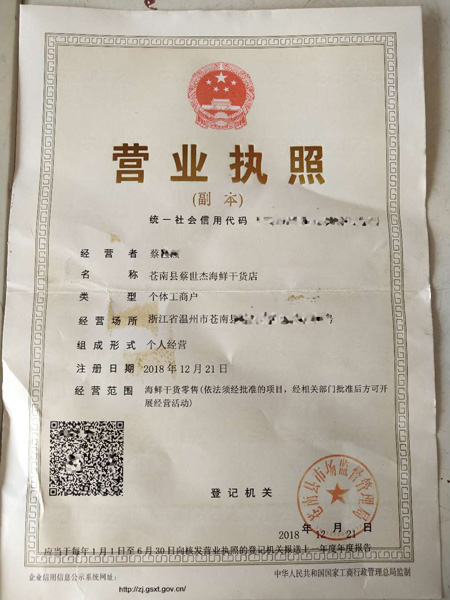 营业执照
(副 本)
统一社会信用代码
经营者 蔡
名称 苍南县蔡世杰海鲜干货店
类型 个体工商户
经营场所 浙江省温州市苍南县
组成形式 个人经营
注册日期 2018年12月21日
经营范围 海鲜干货零售(依法须经批准的项目，经相关部门批准后方可开
展经营活动)
登记机关
苍南县市场监督管理局
2018 年 12 月 21 日
应当于每年1月1日至6月30日向核发营业执照的登记机关报送上一年度年度报告
企业信用信息公示系统网址：
http://zj.gsxt.gov.cn/
中华人民共和国国家工商行政管理总局监制